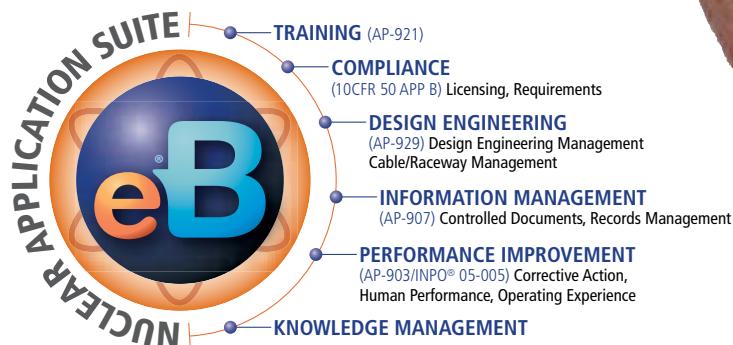 NUCLEAR APPLICATION SUITE
eB®
TRAINING (AP-921)
COMPLIANCE
(10CFR 50 APP B) Licensing, Requirements
DESIGN ENGINEERING
(AP-929) Design Engineering Management
Cable/Raceway Management
INFORMATION MANAGEMENT
(AP-907) Controlled Documents, Records Management
PERFORMANCE IMPROVEMENT
(AP-903/INPO® 05-005) Corrective Action,
Human Performance, Operating Experience
KNOWLEDGE MANAGEMENT